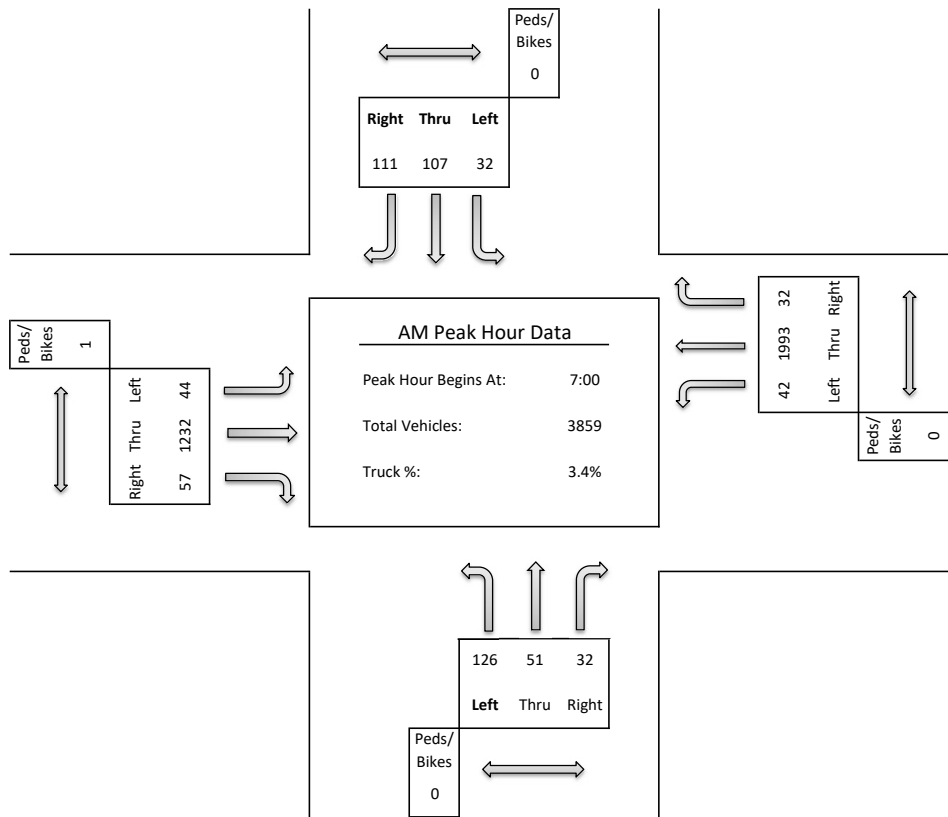 Peds/
Bikes
0
Right Thru Left
111 107 32
Peds/
Bikes
1
Left 44
Thru 1232
Right 57
AM Peak Hour Data
Peak Hour Begins At: 7:00
Total Vehicles: 3859
Truck %: 3.4%
32 Right
1993 Thru
42 Left
Peds/
Bikes
0
126 51 32
Left Thru Right
Peds/
Bikes
0